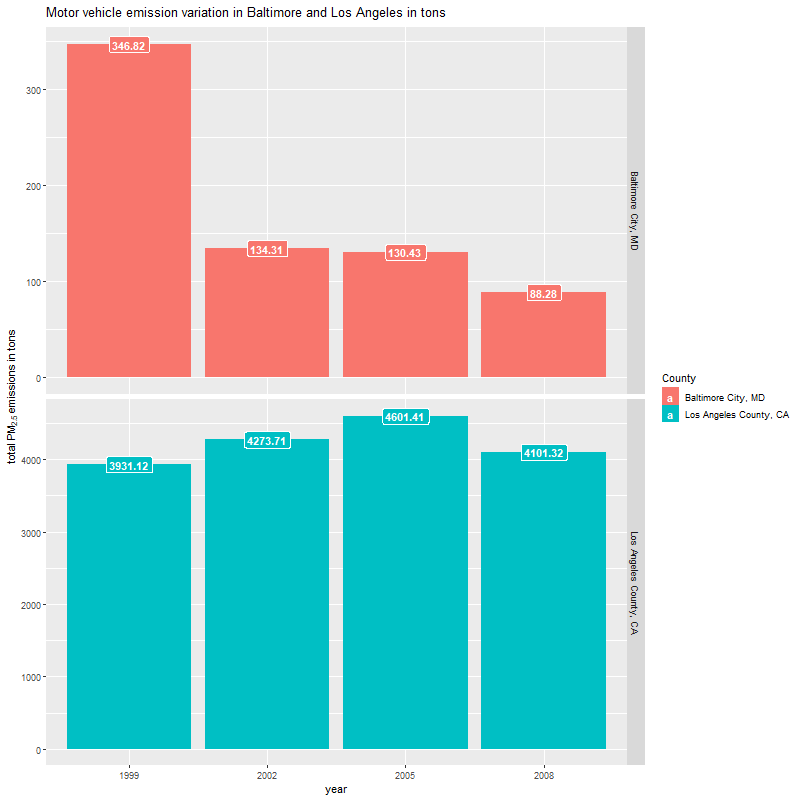 Motor vehicle emission variation in Baltimore and Los Angeles in tons
total PM2.5 emissions in tons
300
200
100
0
346.82
134.31
130.43
88.28
Baltimore City, MD
4000
3000
2000
1000
0
3931.12
4273.71
4601.41
4101.32
Los Angeles County, CA
1999
2002
2005
2008
year
County
a Baltimore City, MD
a Los Angeles County, CA